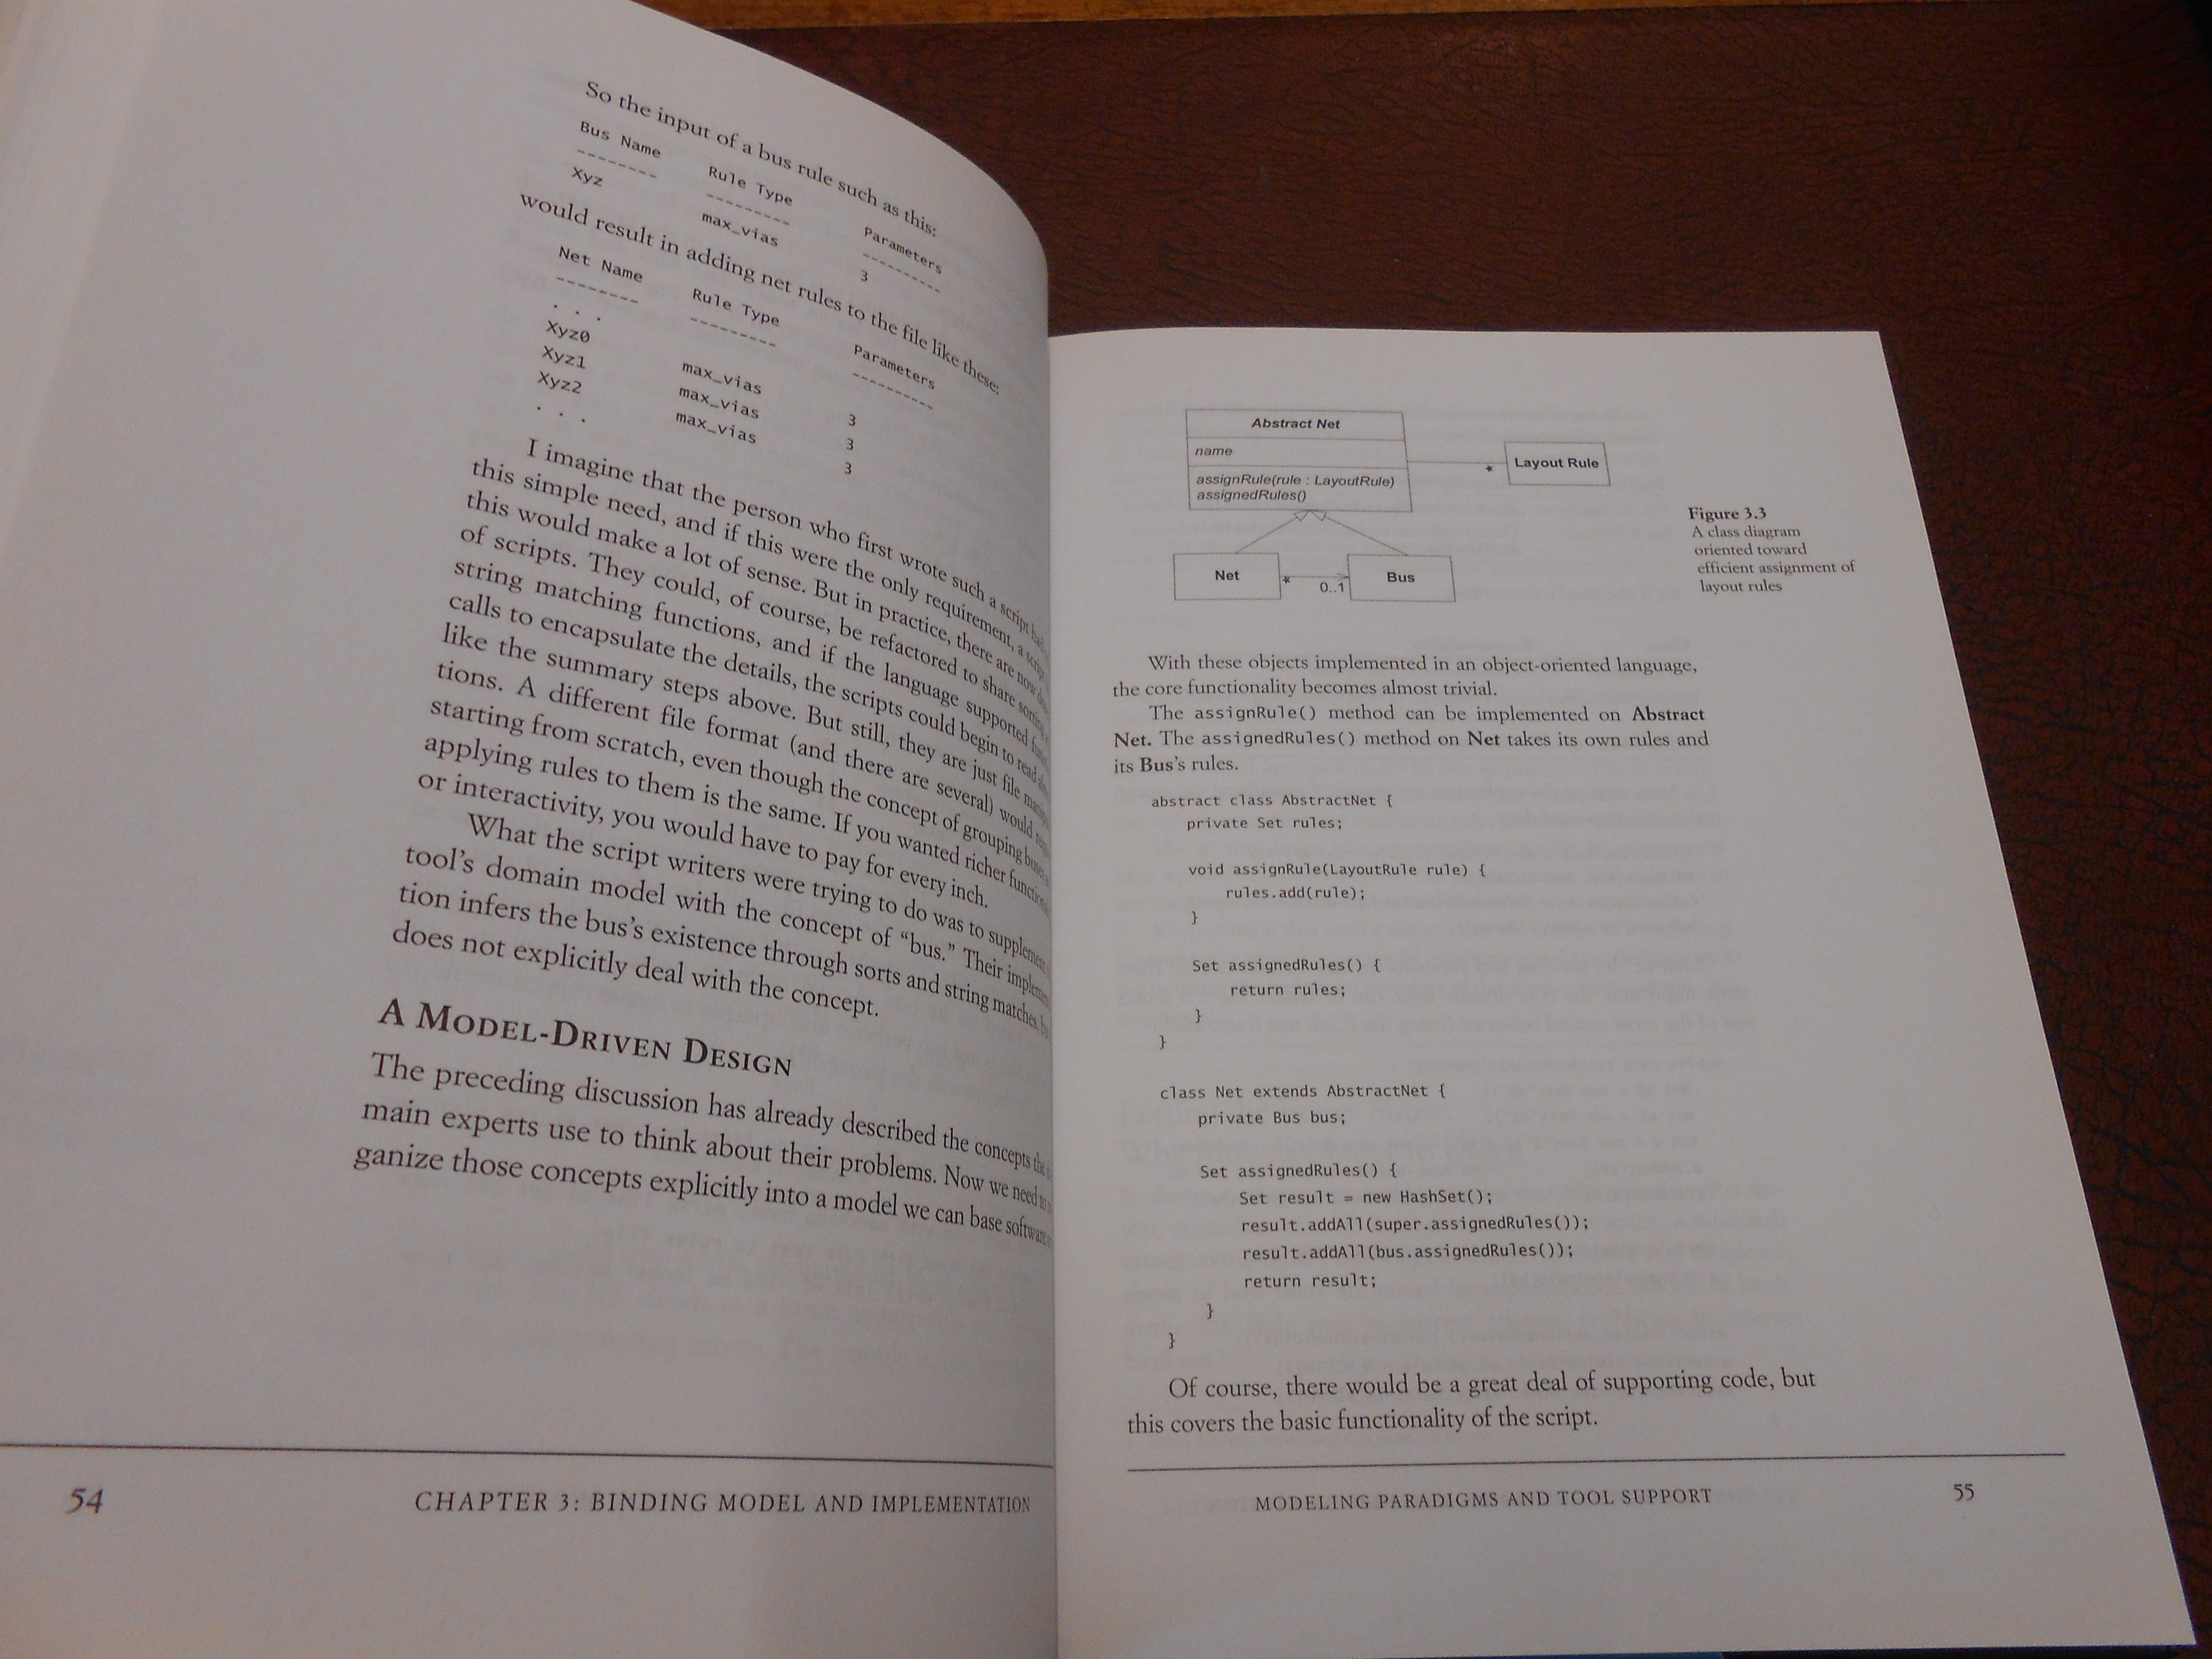 So the input of a bus rule such as this:
Bus Name Rule Type Parameters
-------- --------- ----------
Xyz max_vias 3
would result in adding net rules to the file like these:
Net Name Rule Type Parameters
-------- --------- ----------
. . .
Xyz0 max_vias 3
Xyz1 max_vias 3
Xyz2 max_vias 3
. . .
I imagine that the person who first wrote such a script had
this simple need, and if this were the only requirement, a script
this would make a lot of sense. But in practice, there are now
of scripts. They could, of course, be refactored to share sorting
string matching functions, and if the language supported
calls to encapsulate the details, the scripts could begin to read
like the summary steps above. But still, they are just file
tions. A different file format (and there are several) would
starting from scratch, even though the concept of grouping buses
applying rules to them is the same. If you wanted richer
or interactivity, you would have to pay for every inch.
What the script writers were trying to do was to supplement
tool's domain model with the concept of "bus." Their
tion infers the bus's existence through sorts and string matches,
does not explicitly deal with the concept.
A MODEL-DRIVEN DESIGN
The preceding discussion has already described the concepts
main experts use to think about their problems. Now we need
ganize those concepts explicitly into a model we can base software
54 CHAPTER 3: BINDING MODEL AND IMPLEMENTATION
Abstract Net
name
assignRule(rule : LayoutRule)
assignedRules()
* Layout Rule
Net * 0..1 Bus
Figure 3.3
A class diagram
oriented toward
efficient assignment of
layout rules
With these objects implemented in an object-oriented language,
the core functionality becomes almost trivial.
The assignRule() method can be implemented on Abstract
Net. The assignedRules() method on Net takes its own rules and
its Bus's rules.
abstract class AbstractNet {
private Set rules;
void assignRule(LayoutRule rule) {
rules.add(rule);
}
Set assignedRules() {
return rules;
}
}
class Net extends AbstractNet {
private Bus bus;
Set assignedRules() {
Set result = new HashSet();
result.addAll(super.assignedRules());
result.addAll(bus.assignedRules());
return result;
}
}
Of course, there would be a great deal of supporting code, but
this covers the basic functionality of the script.
MODELING PARADIGMS AND TOOL SUPPORT 55